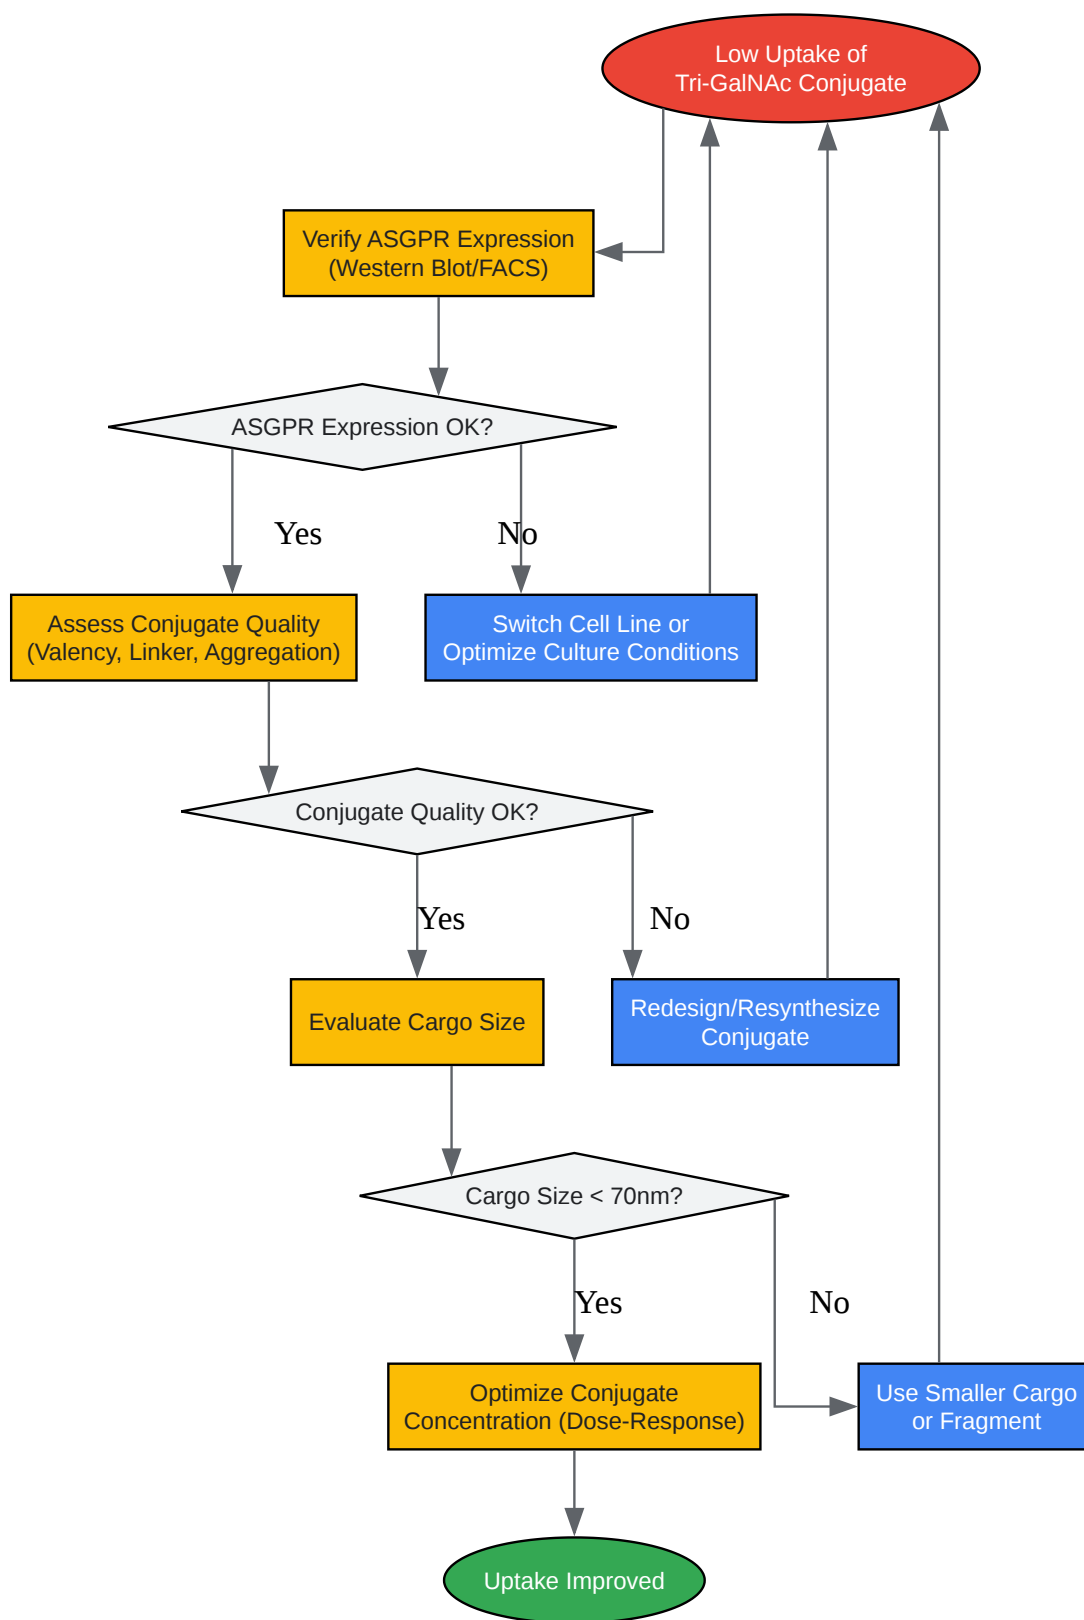 Low Uptake of
Tri-GalNAc Conjugate
Verify ASGPR Expression
(Western Blot/FACS)
ASGPR Expression OK?
Yes
No
Assess Conjugate Quality
(Valency, Linker, Aggregation)
Switch Cell Line or
Optimize Culture Conditions
Conjugate Quality OK?
Yes
No
Evaluate Cargo Size
Redesign/Resynthesize
Conjugate
Cargo Size < 70nm?
Yes
No
Optimize Conjugate
Concentration (Dose-Response)
Use Smaller Cargo
or Fragment
Uptake Improved